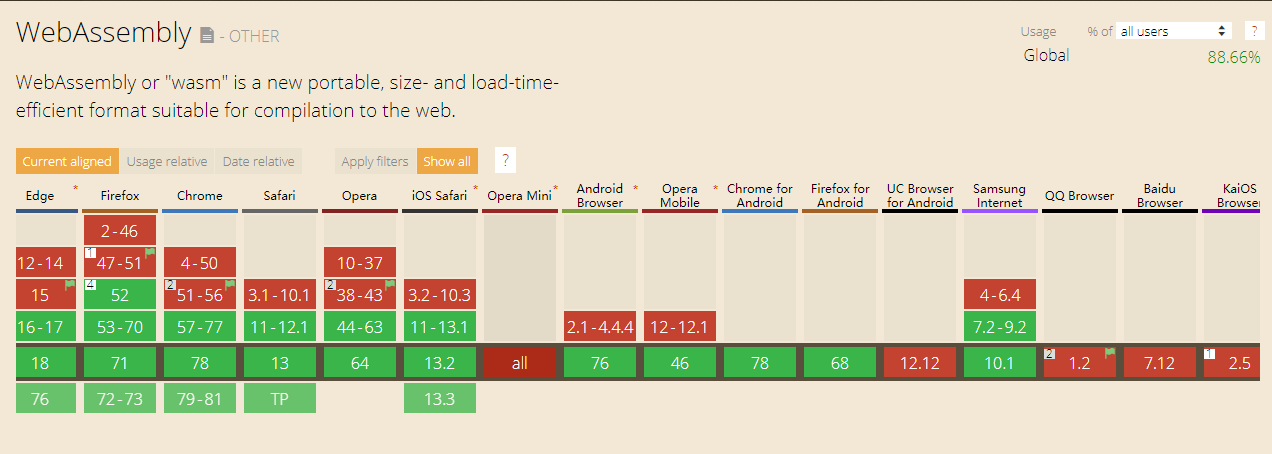 WebAssembly - OTHER
Usage % of all users ?
Global 88.66%
WebAssembly or "wasm" is a new portable, size- and load-time-
efficient format suitable for compilation to the web.
Current aligned Usage relative Date relative Apply filters Show all ?
Edge * Firefox Chrome Safari Opera iOS Safari * Opera Mini * Android Browser * Opera Mobile * Chrome for Android Firefox for Android UC Browser for Android Samsung Internet QQ Browser Baidu Browser KaiOS Browser
2-46
12-14 1 47-51 4-50 10-37
15 4 52 2 51-56 3.1-10.1 2 38-43 3.2-10.3 4-6.4
16-17 53-70 57-77 11-12.1 44-63 11-13.1 2.1-4.4.4 12-12.1 7.2-9.2
18 71 78 13 64 13.2 all 76 46 78 68 12.12 10.1 2 1.2 7.12 1 2.5
76 72-73 79-81 TP 13.3